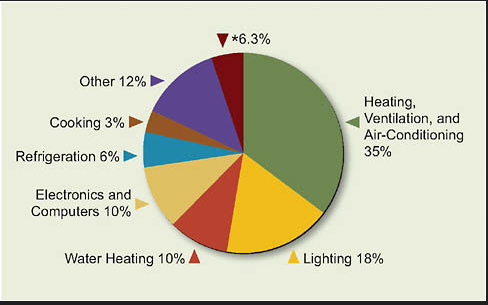 *6.3%
Heating,
Ventilation, and
Air-Conditioning
35%
Lighting 18%
Water Heating 10%
Electronics and
Computers 10%
Refrigeration 6%
Cooking 3%
Other 12%